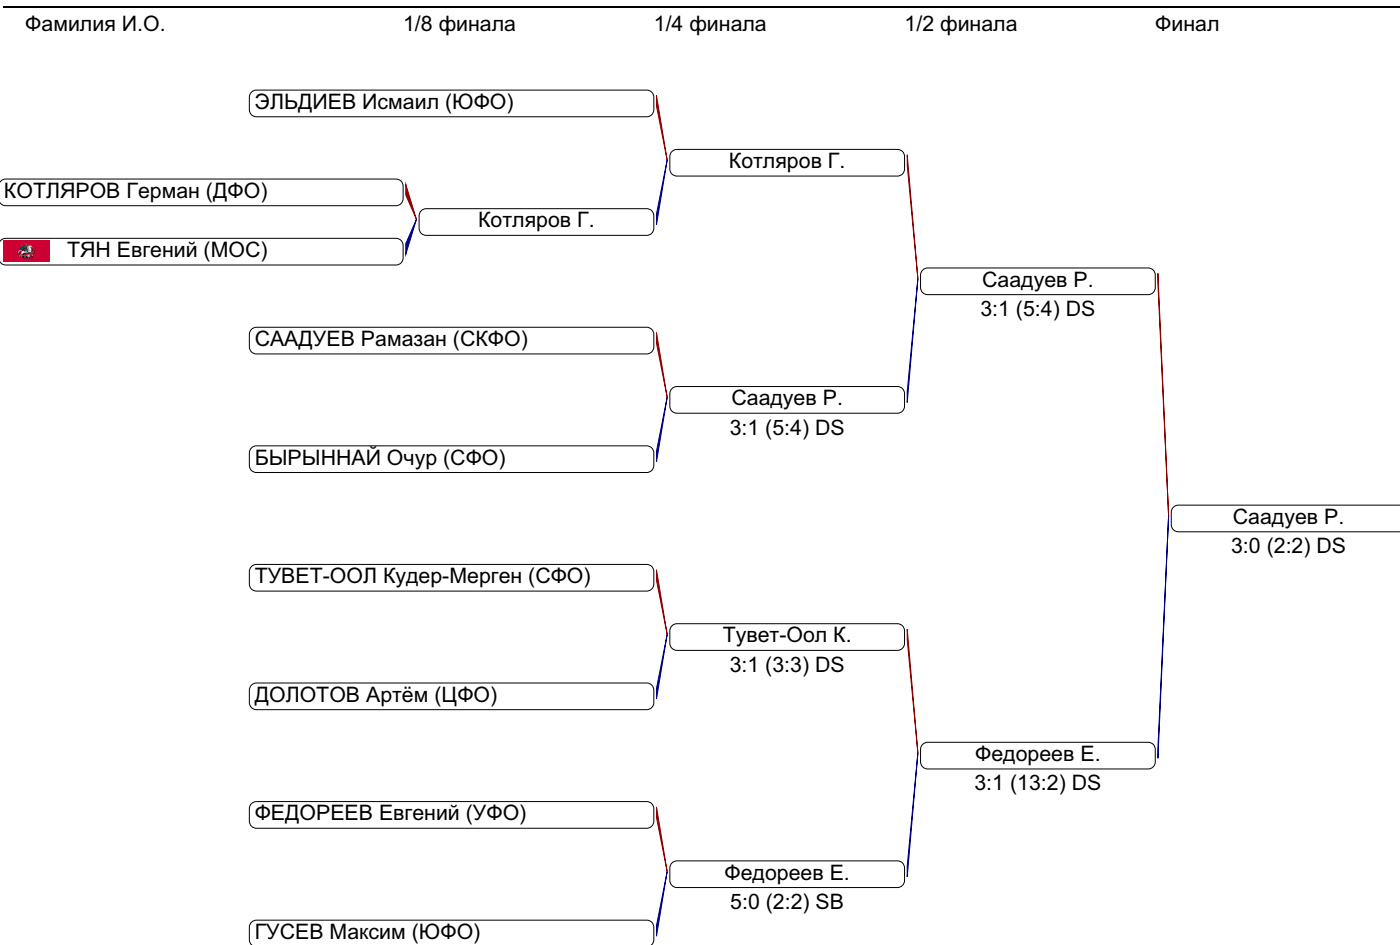 Фамилия И.О. 1/8 финала 1/4 финала 1/2 финала Финал
ЭЛЬДИЕВ Исмаил (ЮФО)
Котляров Г.
КОТЛЯРОВ Герман (ДФО)
Котляров Г.
ТЯН Евгений (МОС)
Саадуев Р.
3:1 (5:4) DS
СААДУЕВ Рамазан (СКФО)
Саадуев Р.
3:1 (5:4) DS
БЫРЫННАЙ Очур (СФО)
Саадуев Р.
3:0 (2:2) DS
ТУВЕТ-ООЛ Кудер-Мерген (СФО)
Тувет-Оол К.
3:1 (3:3) DS
ДОЛОТОВ Артём (ЦФО)
Федореев Е.
3:1 (13:2) DS
ФЕДОРЕЕВ Евгений (УФО)
Федореев Е.
5:0 (2:2) SB
ГУСЕВ Максим (ЮФО)